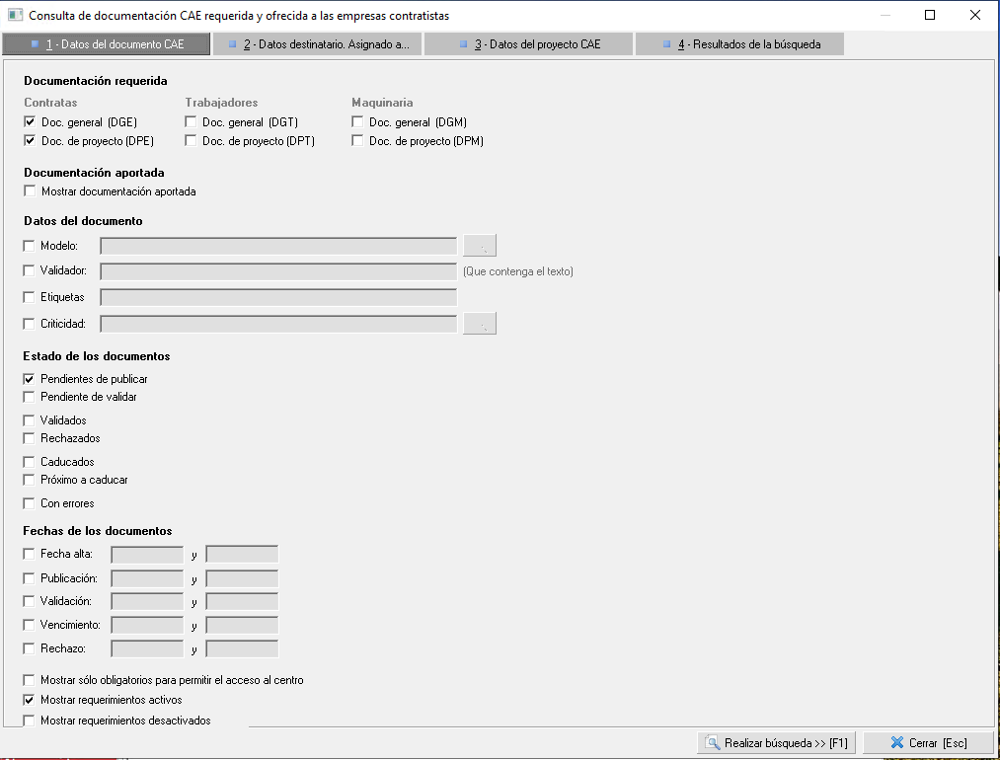 Consulta de documentación CAE requerida y ofrecida a las empresas contratistas
1 - Datos del documento CAE
2 - Datos destinatario. Asignado a...
3 - Datos del proyecto CAE
4 - Resultados de la búsqueda
Documentación requerida
Contratas Trabajadores Maquinaria
Doc. general (DGE) Doc. general (DGT) Doc. general (DGM)
Doc. de proyecto (DPE) Doc. de proyecto (DPT) Doc. de proyecto (DPM)
Documentación aportada
Mostrar documentación aportada
Datos del documento
Modelo:
Validador: (Que contenga el texto)
Etiquetas
Criticidad:
Estado de los documentos
Pendientes de publicar
Pendiente de validar
Validados
Rechazados
Caducados
Próximo a caducar
Con errores
Fechas de los documentos
Fecha alta: y
Publicación: y
Validación: y
Vencimiento: y
Rechazo: y
Mostrar sólo obligatorios para permitir el acceso al centro
Mostrar requerimientos activos
Mostrar requerimientos desactivados
Realizar búsqueda >> [F1] Cerrar [Esc]